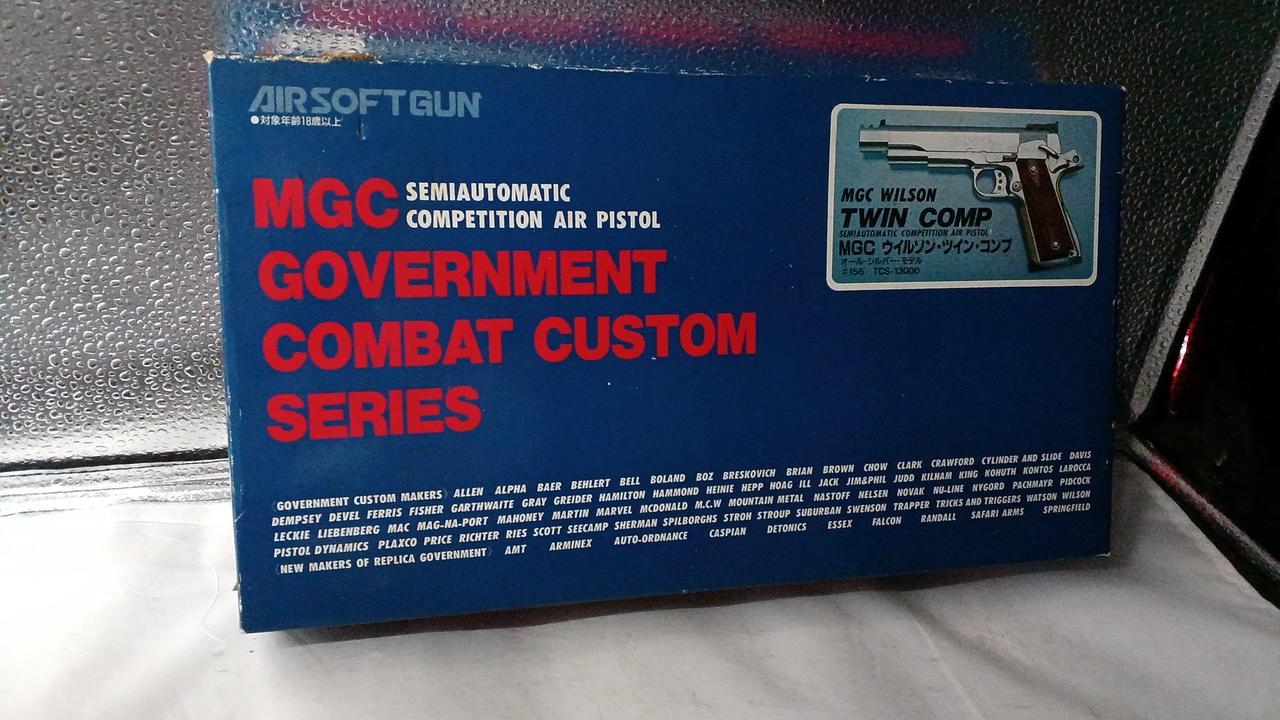 AIRSOFT GUN
●対象年齢18歳以上
MGC SEMIAUTOMATIC
COMPETITION AIR PISTOL
GOVERNMENT
COMBAT CUSTOM
SERIES
MGC WILSON
TWIN COMP
SEMIAUTOMATIC COMPETITION AIR PISTOL
MGC ウイルソン・ツイン・コンプ
オール・シルバー・モデル
#156 TCS-13000
〈GOVERNMENT CUSTOM MAKERS〉 ALLEN ALPHA BAER BEHLERT BELL BOLAND BOZ BRESKOVICH BRIAN BROWN CHOW CLARK CRAWFORD CYLINDER AND SLIDE DAVIS
DEMPSEY DEVEL FERRIS FISHER GARTHWAITE GRAY GREIDER HAMILTON HAMMOND HEINIE HEPP HOAG ILL JACK JIM&PHIL JUDD KILHAM KING KOHUTH KONTOS LAROCCA
LECKIE LIEBENBERG MAC MAG-NA-PORT MAHONEY MARTIN MARVEL MCDONALD M.C.W MOUNTAIN METAL NASTOFF NELSEN NOVAK NU-LINE NYGORD PACHMAYR PIDCOCK
PISTOL DYNAMICS PLAXCO PRICE RICHTER RIES SCOTT SEECAMP SHERMAN SPILBORGHS STROH STROUP SUBURBAN SWENSON TRAPPER TRICKS AND TRIGGERS WATSON WILSON
〈NEW MAKERS OF REPLICA GOVERNMENT〉 AMT ARMINEX AUTO-ORDNANCE CASPIAN DETONICS ESSEX FALCON RANDALL SAFARI ARMS SPRINGFIELD